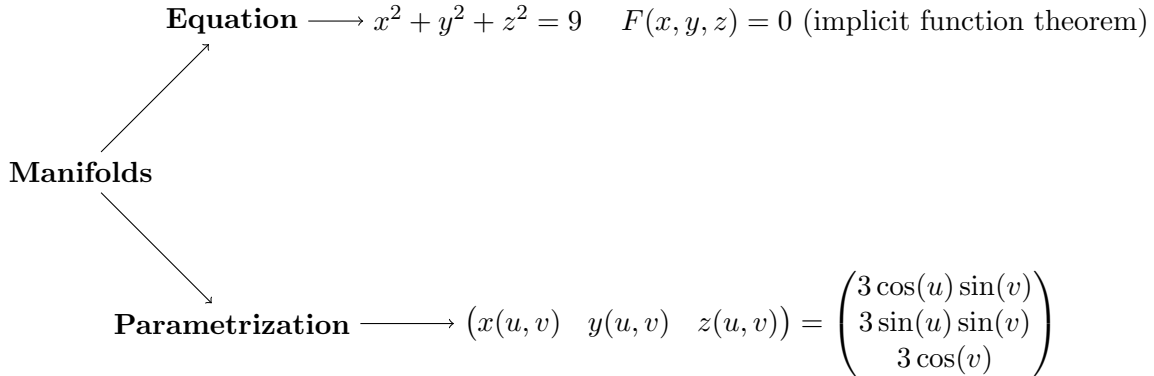 Equation ⟶ x² + y² + z² = 9 F(x, y, z) = 0 (implicit function theorem)
Manifolds
Parametrization ⟶ (x(u, v) y(u, v) z(u, v)) = (3 cos(u) sin(v)
3 sin(u) sin(v)
3 cos(v))